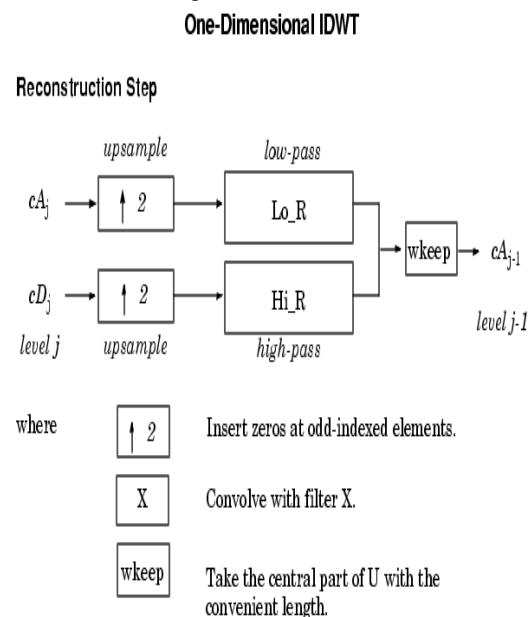 One-Dimensional IDWT
Reconstruction Step
upsample low-pass
cA_j ↑ 2 Lo_R
wkeep cA_{j-1}
cD_j ↑ 2 Hi_R
level j upsample high-pass level j-1
where ↑ 2 Insert zeros at odd-indexed elements.
X Convolve with filter X.
wkeep Take the central part of U with the
convenient length.